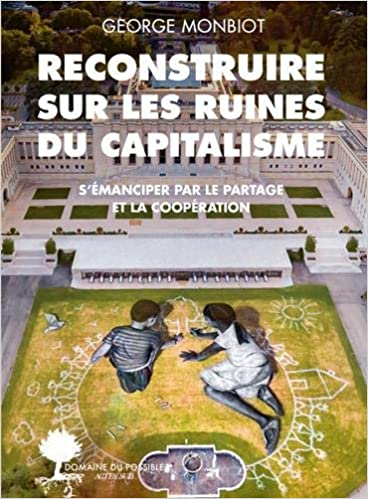 GEORGE MONBIOT
RECONSTRUIRE
SUR LES RUINES
DU CAPITALISME
S'ÉMANCIPER PAR LE PARTAGE
ET LA COOPÉRATION
DOMAINE DU POSSIBLE
ACTES SUD